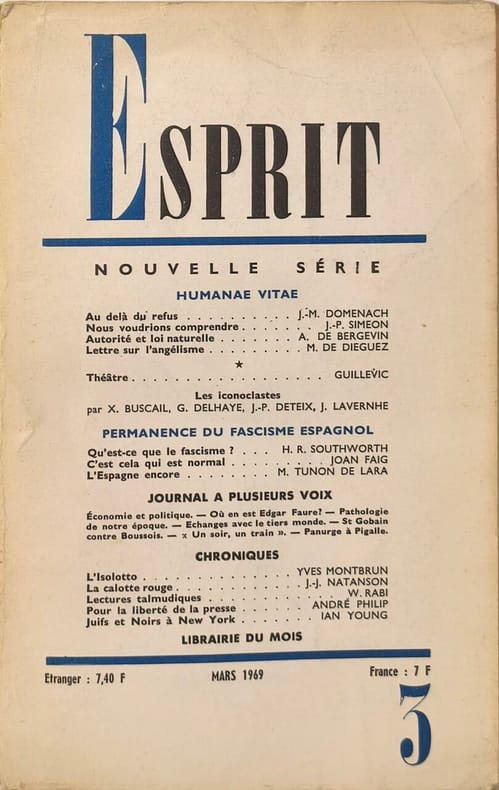 ESPRIT
NOUVELLE SÉRIE
HUMANAE VITAE
Au delà du refus . . . . . . . . . . J.-M. DOMENACH
Nous voudrions comprendre . . . . . . . J.-P. SIMEON
Autorité et loi naturelle . . . . . . . A. DE BERGEVIN
Lettre sur l'angélisme . . . . . . . . M. DE DIEGUEZ
★
Théâtre . . . . . . . . . . . . . . . . . GUILLEVIC
Les iconoclastes
par X. BUSCAIL, G. DELHAYE, J.-P. DETEIX, J. LAVERNHE
PERMANENCE DU FASCISME ESPAGNOL
Qu'est-ce que le fascisme ? . . . H. R. SOUTHWORTH
C'est cela qui est normal . . . . . . . . . JOAN FAIG
L'Espagne encore . . . . . . . . M. TUNON DE LARA
JOURNAL A PLUSIEURS VOIX
Économie et politique. — Où en est Edgar Faure? — Pathologie
de notre époque. — Echanges avec le tiers monde. — St Gobain
contre Boussois. — « Un soir, un train ». — Panurge à Pigalle.
CHRONIQUES
L'Isolotto . . . . . . . . . . . . . YVES MONTBRUN
La calotte rouge . . . . . . . . . . . J.-J. NATANSON
Lectures talmudiques . . . . . . . . . . . . W. RABI
Pour la liberté de la presse . . . . . . ANDRÉ PHILIP
Juifs et Noirs à New York . . . . . . . IAN YOUNG
LIBRAIRIE DU MOIS
Etranger : 7,40 F MARS 1969 France : 7 F
3